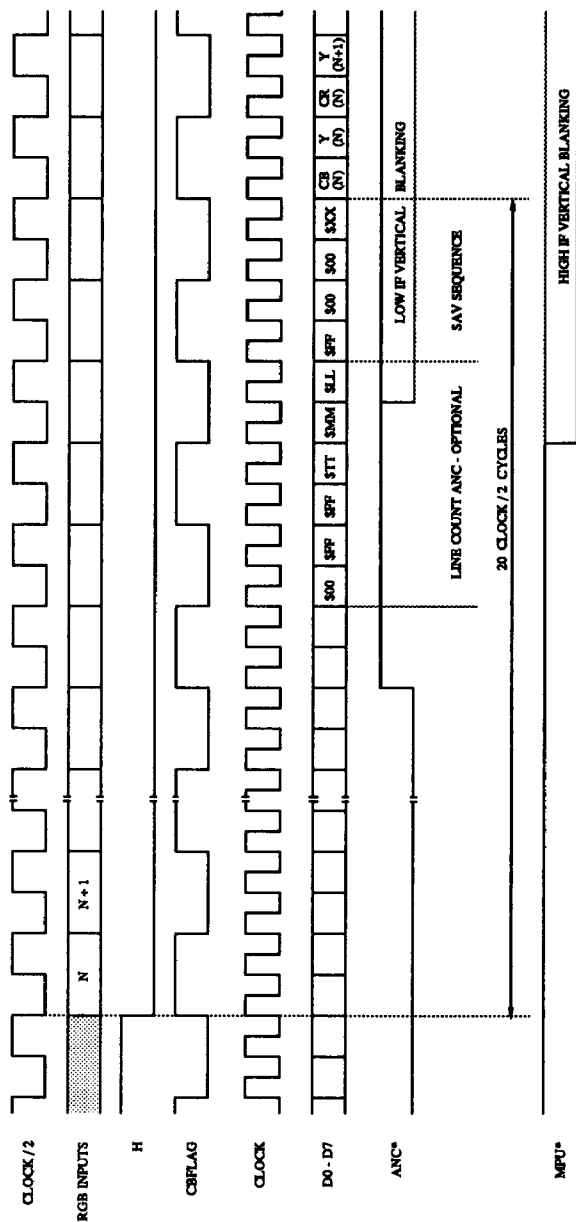 CLOCK / 2
RGB INPUTS
N
N + 1
H
CBFLAG
CLOCK
D0 - D7
$00
$FF
$FF
$TT
$MM
$LL
$FF
$00
$00
$XX
CB (N)
Y (N)
CR (N)
Y (N+1)
ANC*
LOW IF VERTICAL BLANKING
LINE COUNT ANC - OPTIONAL
SAV SEQUENCE
20 CLOCK / 2 CYCLES
MPU*
HIGH IF VERTICAL BLANKING